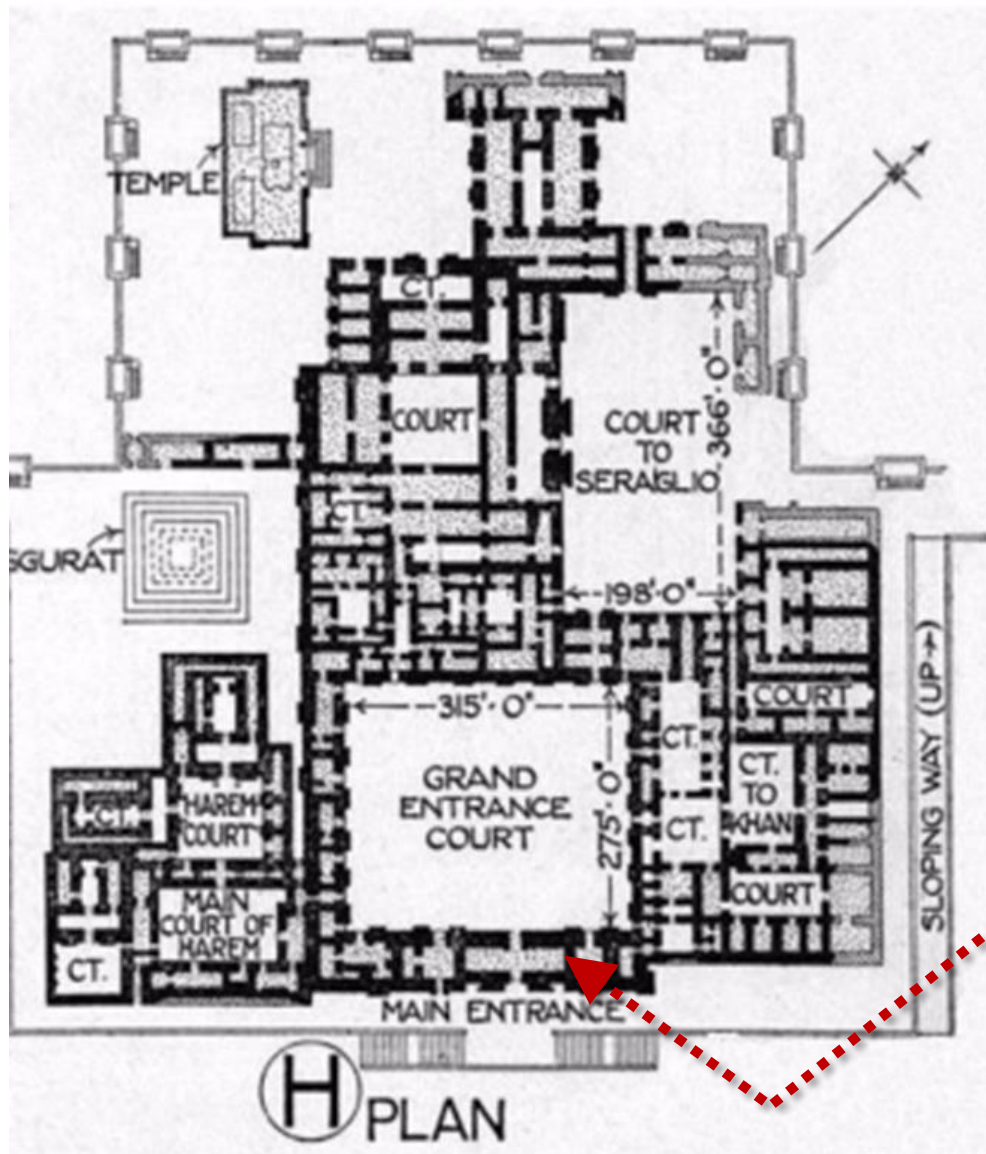 TEMPLE
CT.
COURT
COURT
TO
SERAGLIO
366'-0"
CT.
SGURAT
198'-0"
SLOPING WAY (UP→)
315'-0"
COURT
CT.
GRAND
ENTRANCE
COURT
275'-0"
CT.
TO
KHAN
CT.
HAREM
COURT
CT.
COURT
MAIN
COURT OF
HAREM
CT.
MAIN ENTRANCE
H PLAN